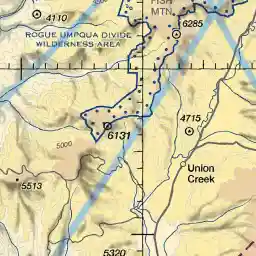 FISH
MTN.
6285
4110
ROGUE UMPQUA DIVIDE
WILDERNESS AREA
6131
4715
5000
Union
Creek
5513
5320